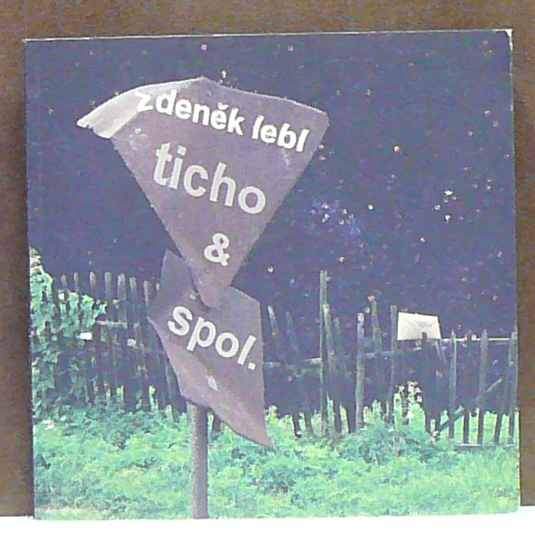 zdeněk lebl
ticho
&
spol.